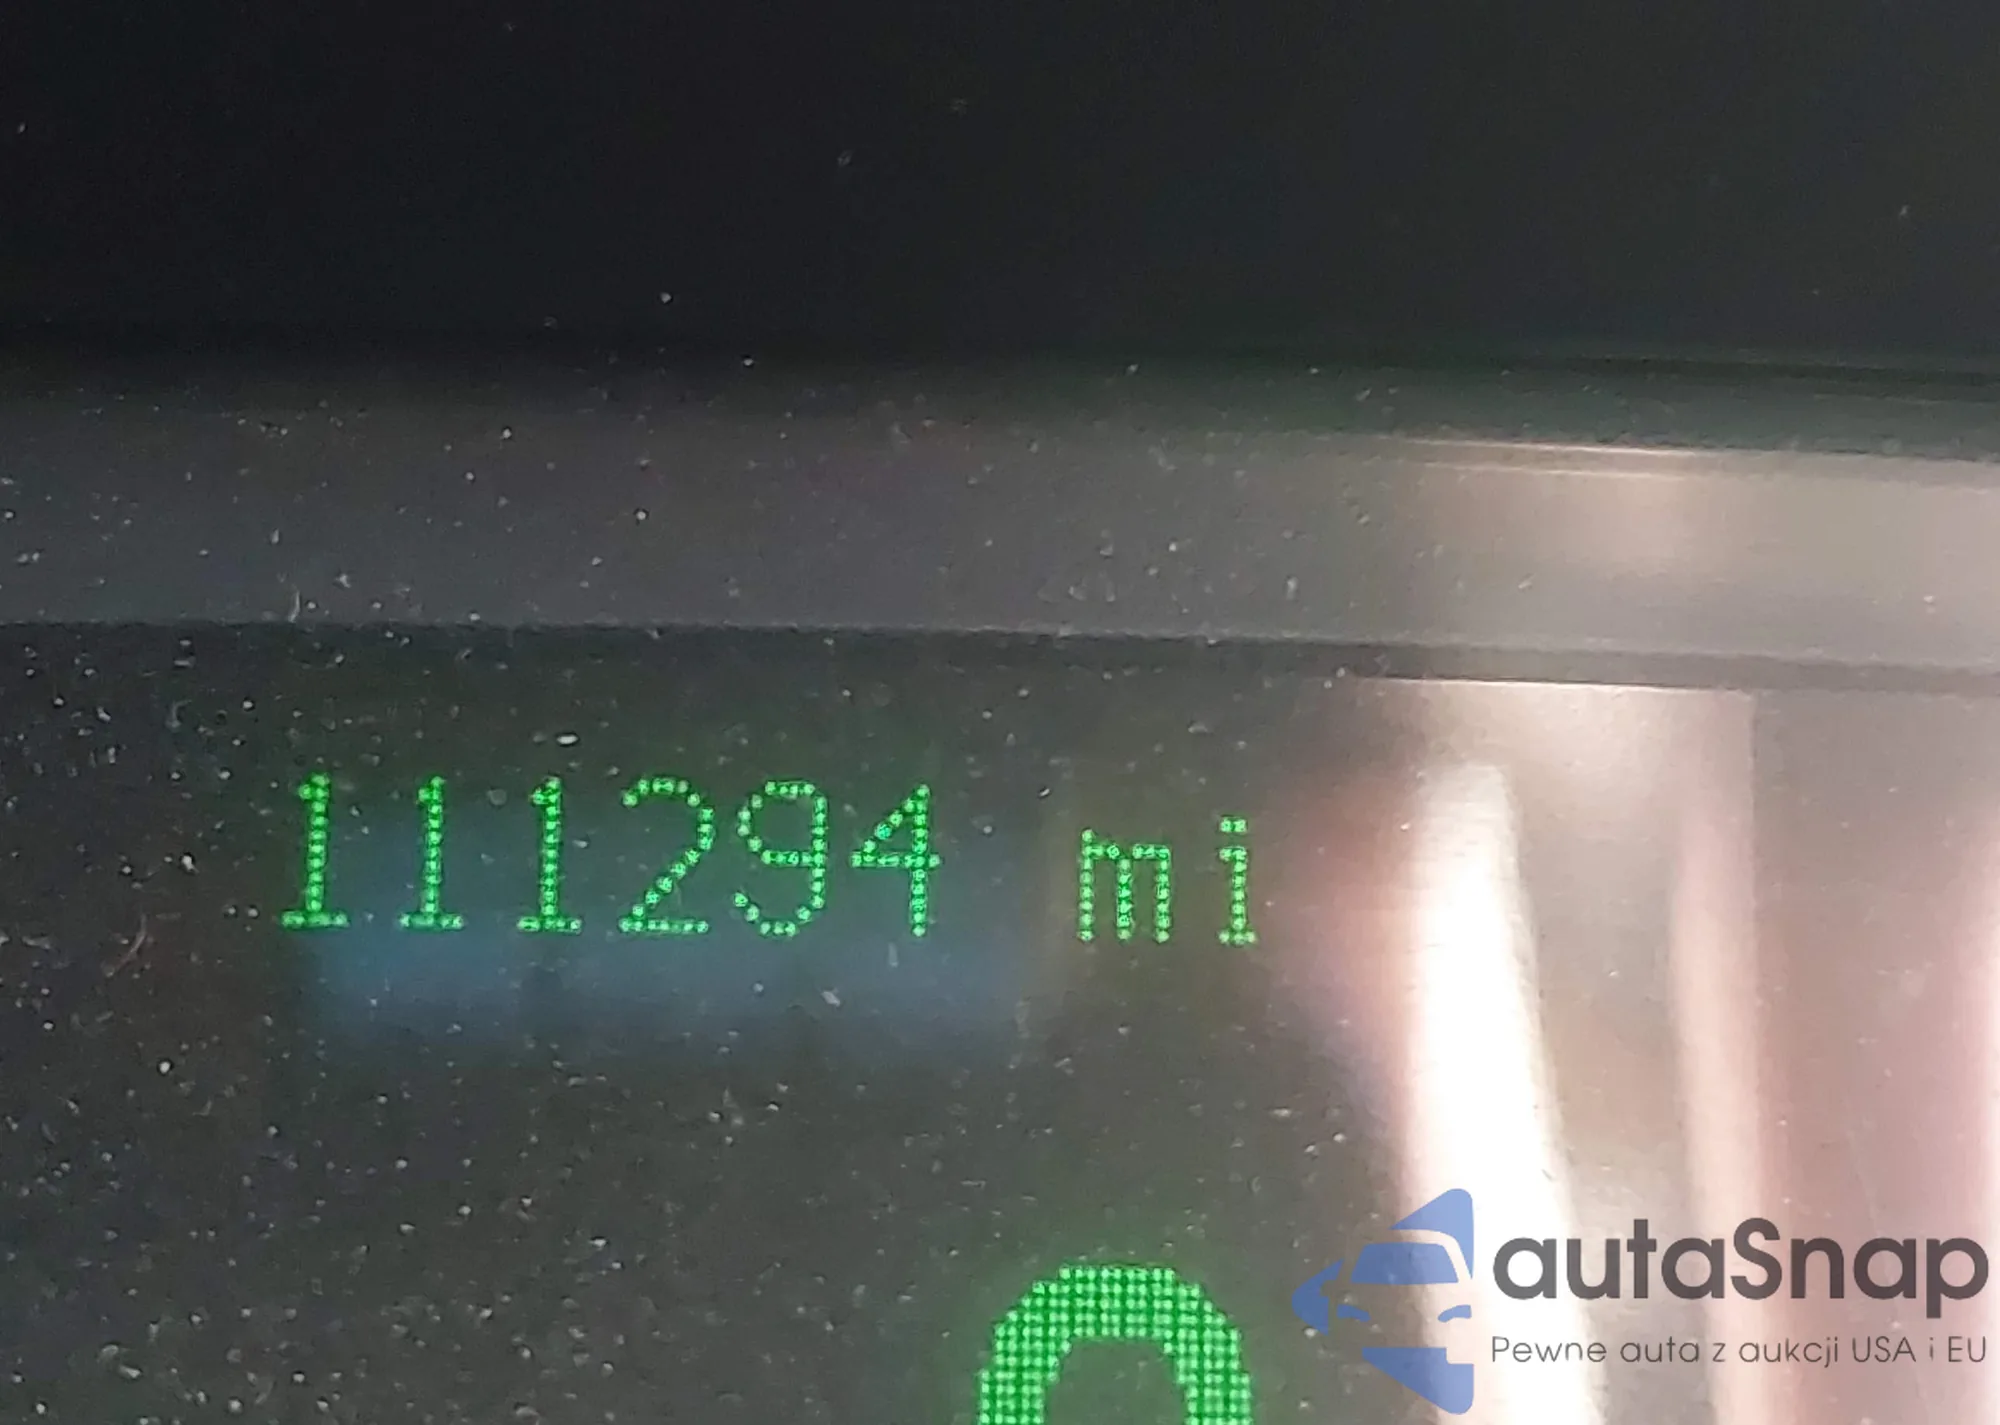 111294 mi
autaSnap
Pewne auta z aukcji USA i EU